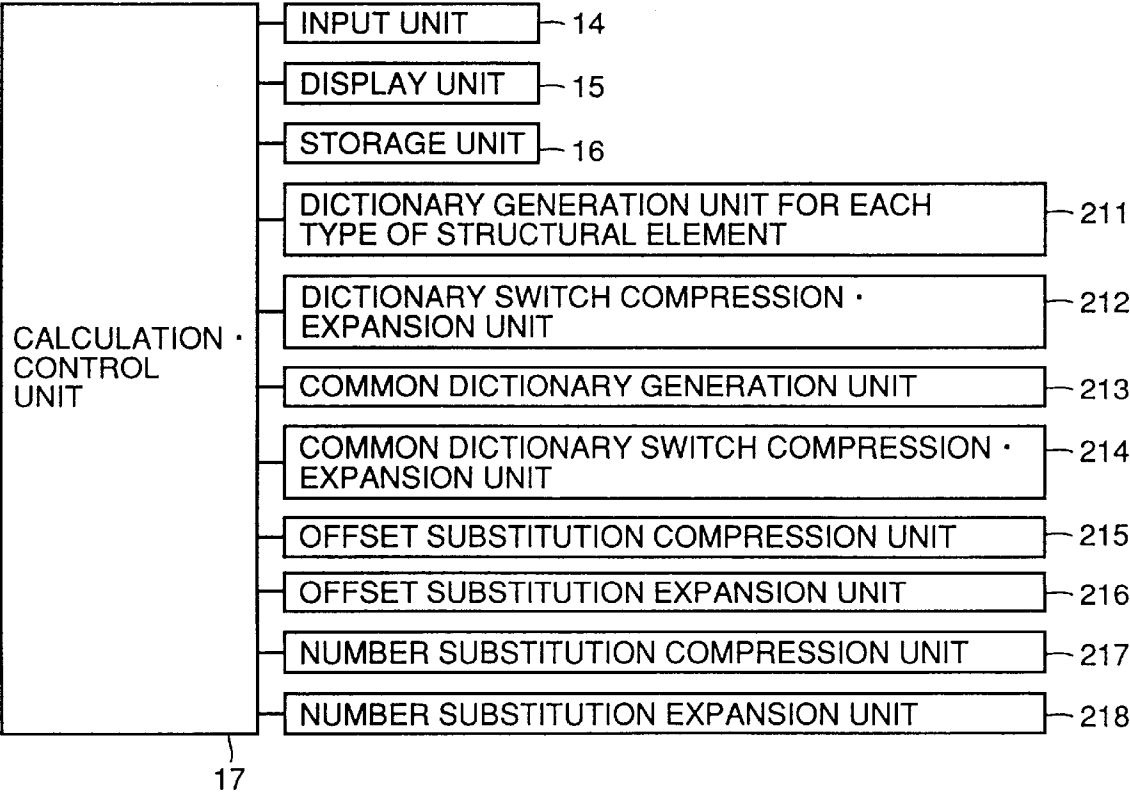 INPUT UNIT 14
DISPLAY UNIT 15
STORAGE UNIT 16
DICTIONARY GENERATION UNIT FOR EACH
TYPE OF STRUCTURAL ELEMENT
211
DICTIONARY SWITCH COMPRESSION ·
EXPANSION UNIT
212
CALCULATION ·
CONTROL
UNIT
COMMON DICTIONARY GENERATION UNIT 213
COMMON DICTIONARY SWITCH COMPRESSION ·
EXPANSION UNIT
214
OFFSET SUBSTITUTION COMPRESSION UNIT 215
OFFSET SUBSTITUTION EXPANSION UNIT 216
NUMBER SUBSTITUTION COMPRESSION UNIT 217
NUMBER SUBSTITUTION EXPANSION UNIT 218
17